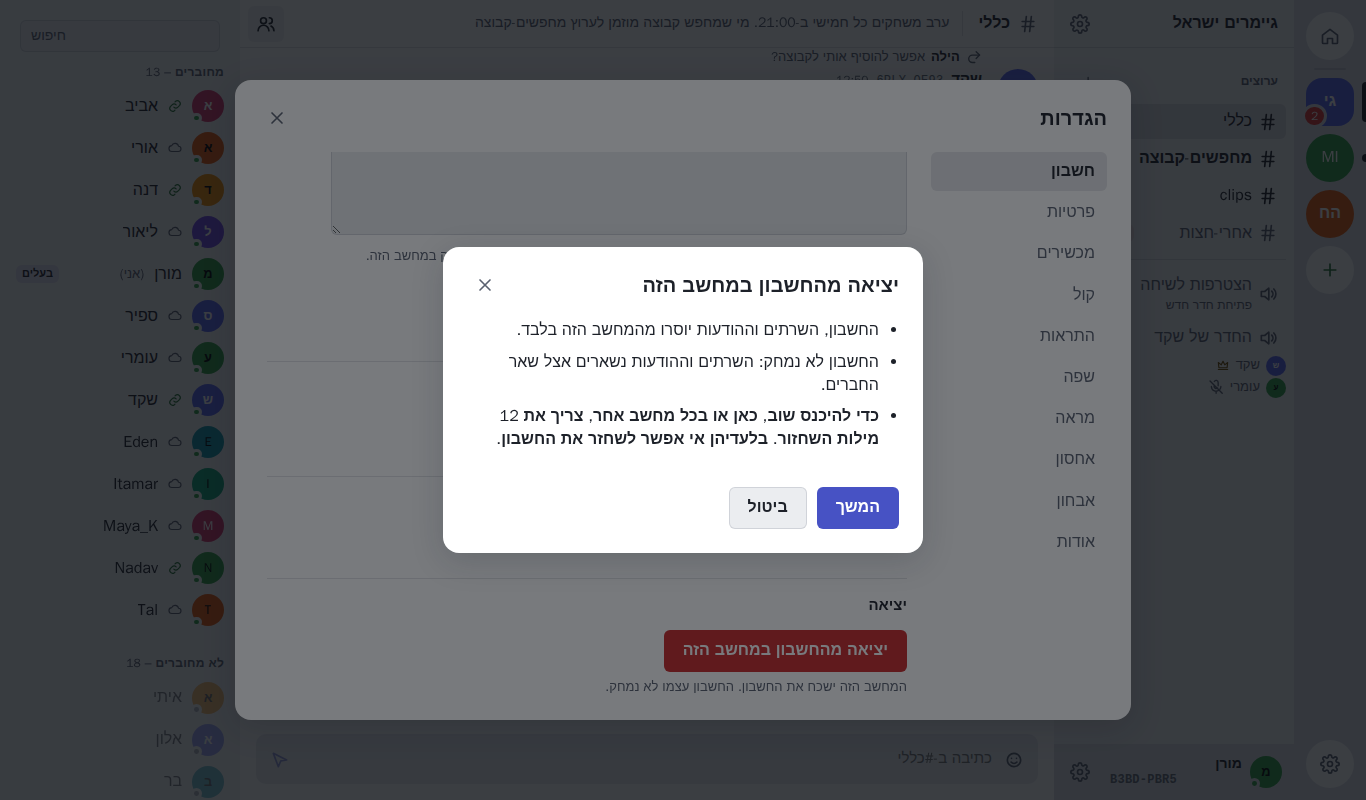 גיימרים ישראל
ערוצים
כללי
מחפשים-קבוצה
clips
אחרי-חצות
הצטרפות לשיחה
פתיחת חדר חדש
החדר של שקד
שקד
עומרי
גי
2
MI
הח
מורן
B3BD-PBR5
# כללי
ערב משחקים כל חמישי ב-21:00. מי שמחפש קבוצה מוזמן לערוץ מחפשים-קבוצה
הילה אפשר להוסיף אותי לקבוצה?
הגדרות
חשבון
פרטיות
מכשירים
קול
התראות
שפה
מראה
אחסון
אבחון
אודות
במחשב הזה.
יציאה מהחשבון במחשב הזה
החשבון, השרתים וההודעות יוסרו מהמחשב הזה בלבד.
החשבון לא נמחק: השרתים וההודעות נשארים אצל שאר
החברים.
כדי להיכנס שוב, כאן או בכל מחשב אחר, צריך את 12
מילות השחזור. בלעדיהן אי אפשר לשחזר את החשבון.
המשך
ביטול
יציאה
יציאה מהחשבון במחשב הזה
המחשב הזה ישכח את החשבון. החשבון עצמו לא נמחק.
כתיבה ב-#כללי
חיפוש
מחוברים – 13
א אביב
א אורי
ד דנה
ל ליאור
מ מורן (אני) בעלים
ס ספיר
ע עומרי
ש שקד
E Eden
I Itamar
M Maya_K
N Nadav
T Tal
לא מחוברים – 18
א איתי
א אלון
ב בר